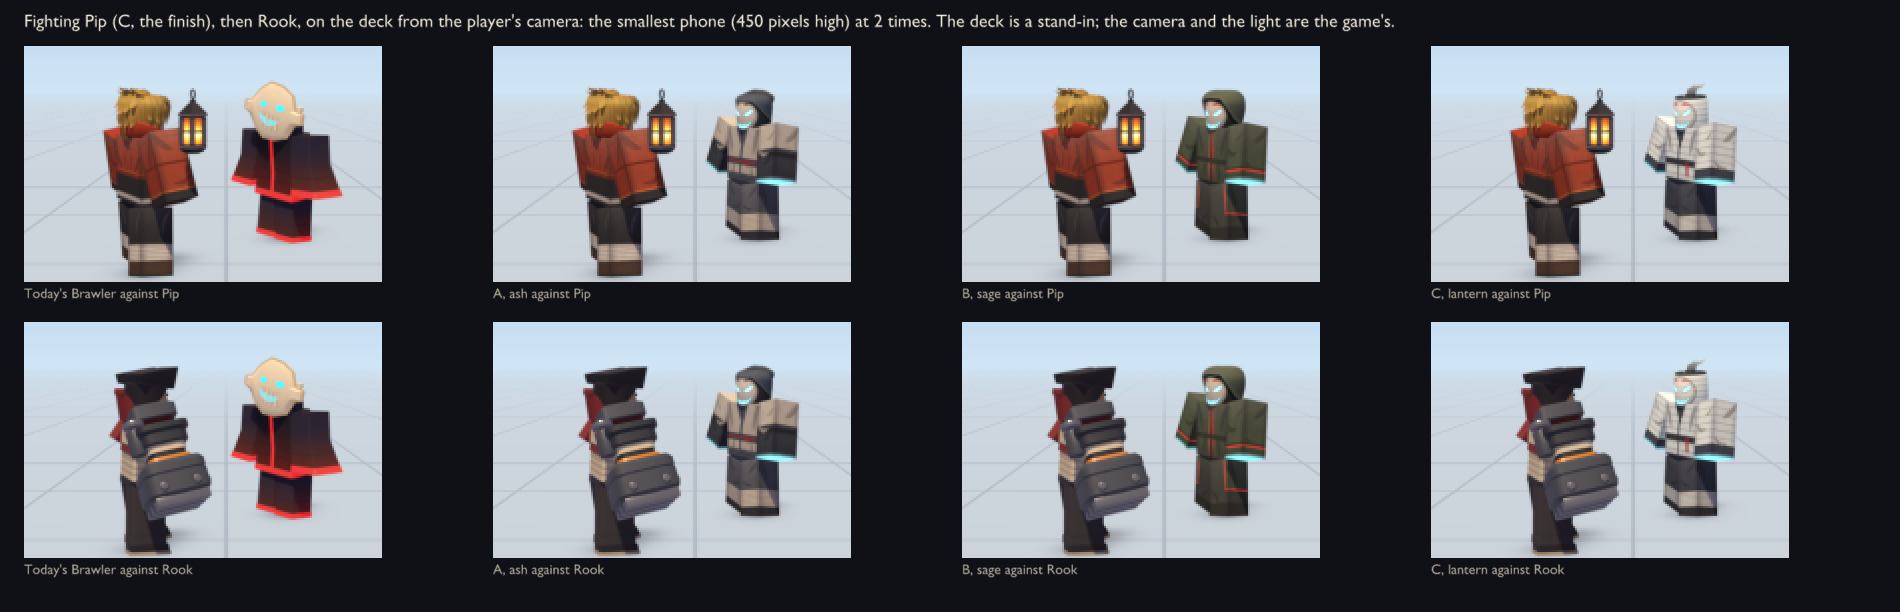 Fighting Pip (C, the finish), then Rook, on the deck from the player's camera: the smallest phone (450 pixels high) at 2 times. The deck is a stand-in; the camera and the light are the game's.
Today's Brawler against Pip
A, ash against Pip
B, sage against Pip
C, lantern against Pip
Today's Brawler against Rook
A, ash against Rook
B, sage against Rook
C, lantern against Rook